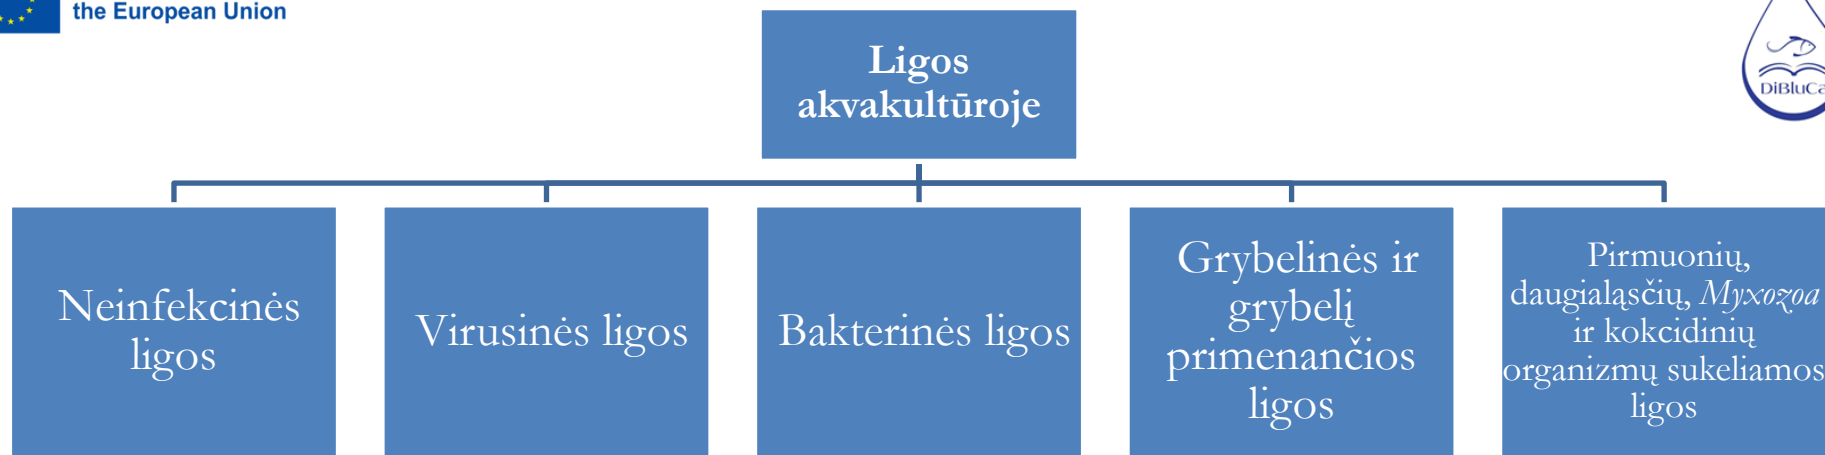 the European Union
Ligos
akvakultūroje
DiBluCa
Neinfekcinės
ligos
Virusinės ligos
Bakterinės ligos
Grybelinės ir
grybelį
primenančios
ligos
Pirmuonių,
daugialąsčių, Myxozoa
ir kokcidinių
organizmų sukeliamos
ligos